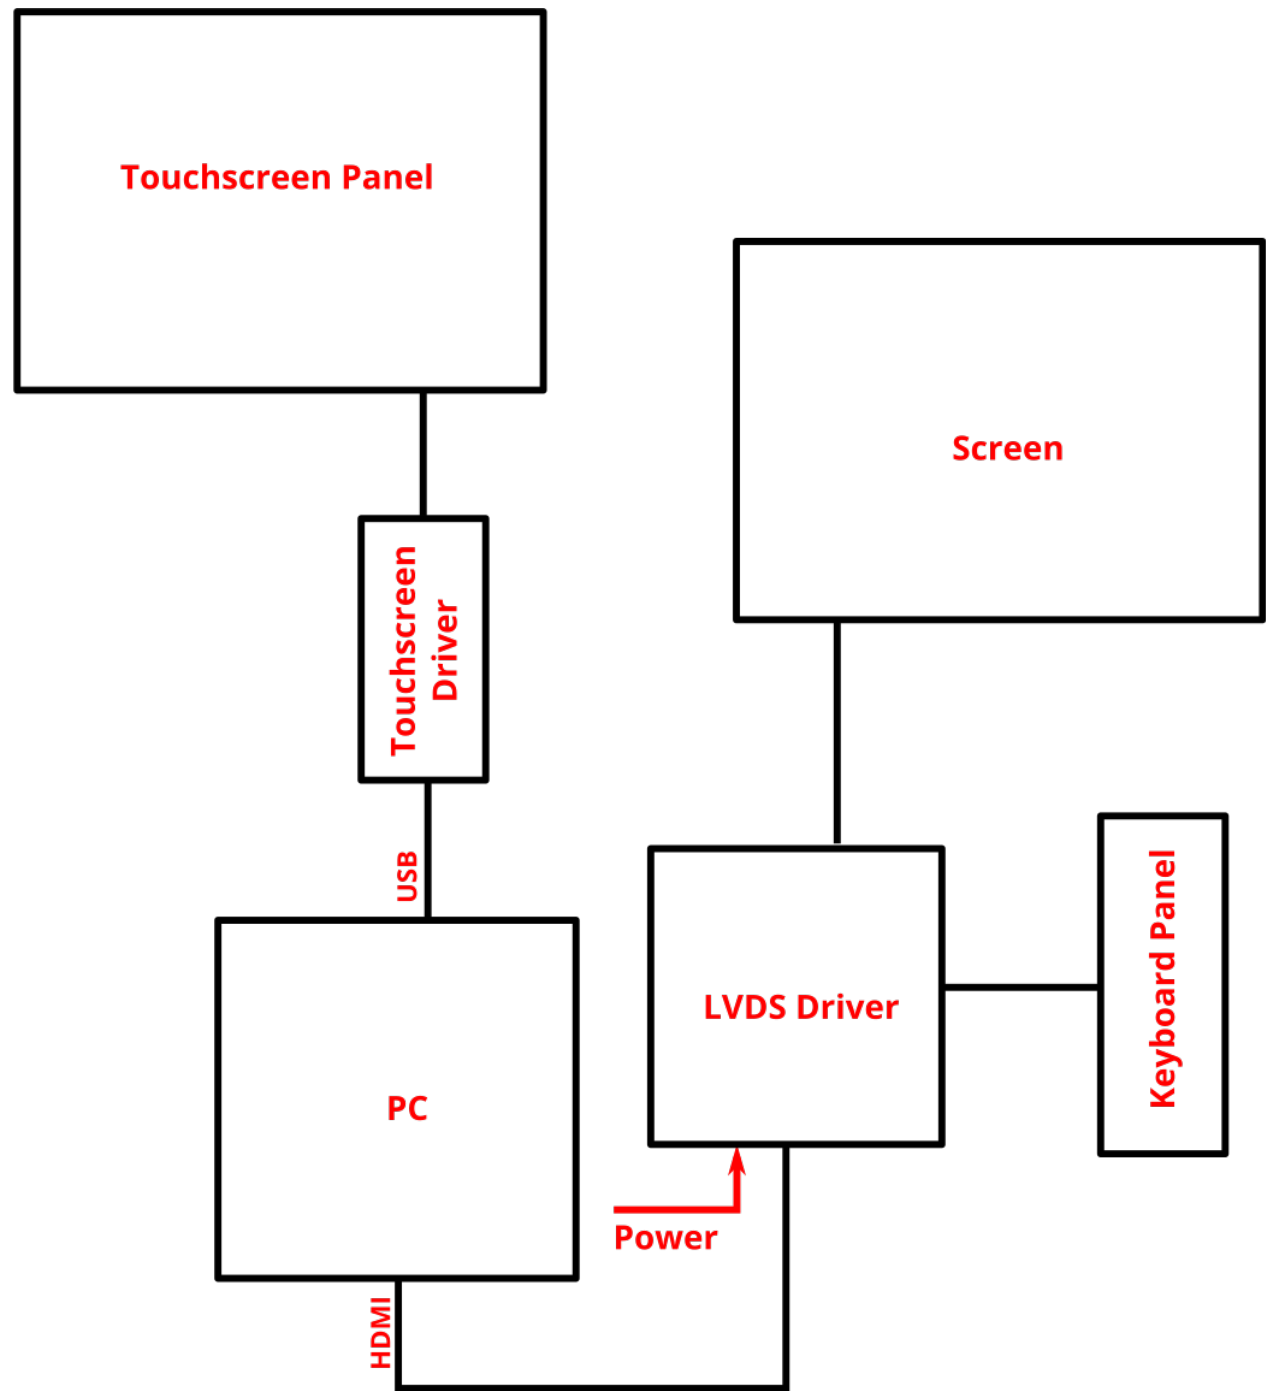 Touchscreen Panel
Screen
Touchscreen
Driver
USB
LVDS Driver
Keyboard Panel
PC
Power
HDMI